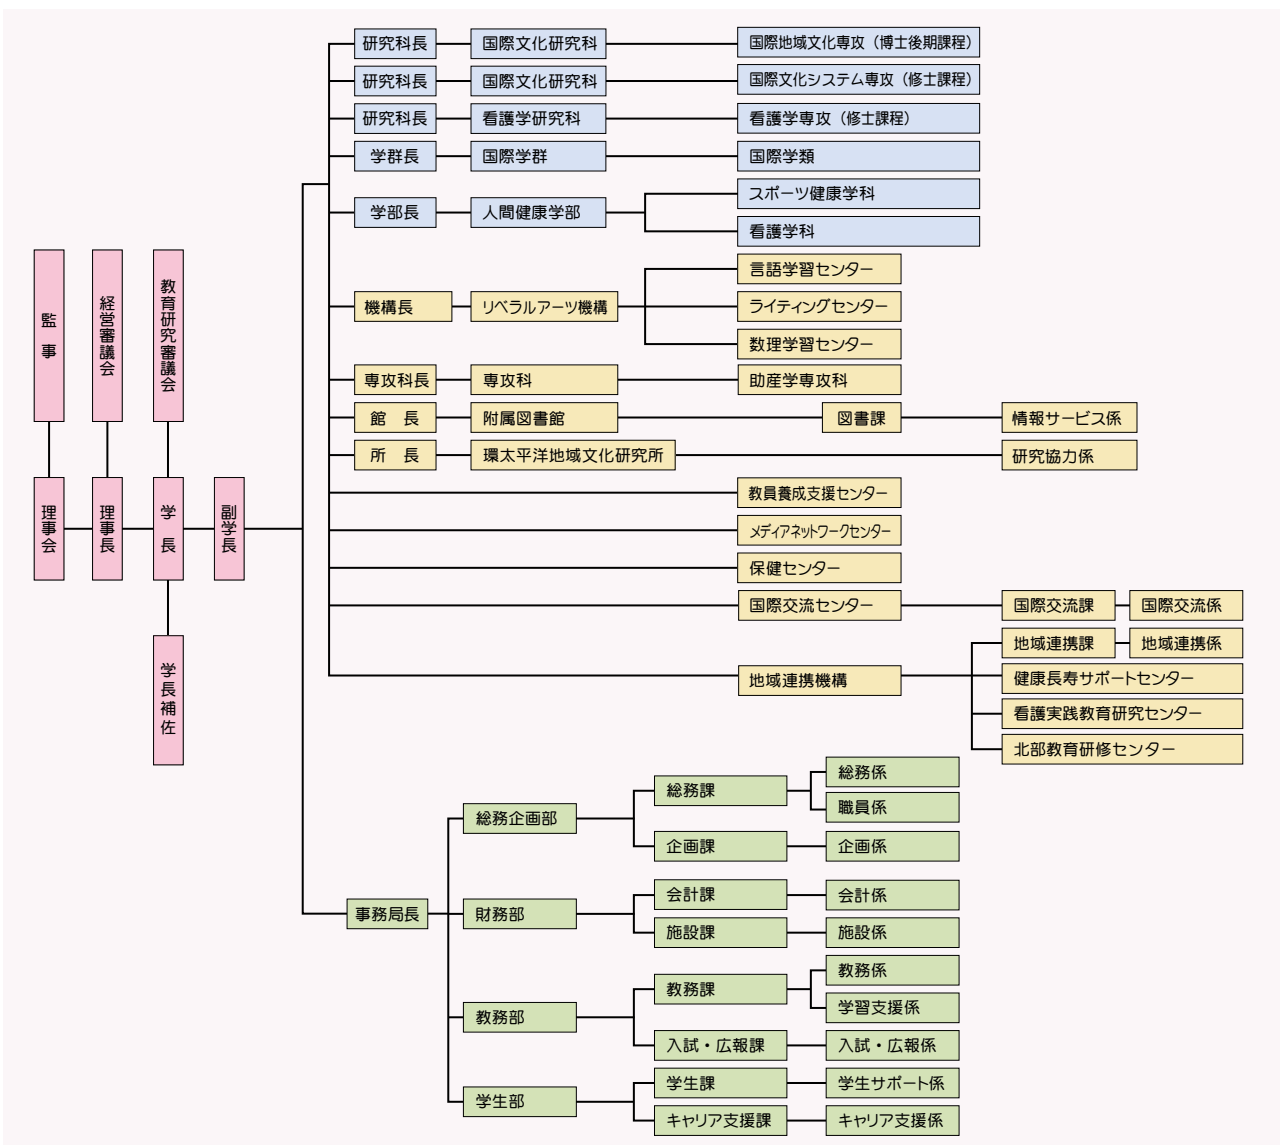 監事
経営審議会
教育研究審議会
理事会
理事長
学長
副学長
学長補佐
研究科長 国際文化研究科 国際地域文化専攻（博士後期課程）
研究科長 国際文化研究科 国際文化システム専攻（修士課程）
研究科長 看護学研究科 看護学専攻（修士課程）
学群長 国際学群 国際学類
学部長 人間健康学部
スポーツ健康学科
看護学科
機構長 リベラルアーツ機構
言語学習センター
ライティングセンター
数理学習センター
専攻科長 専攻科 助産学専攻科
館　長 附属図書館 図書課 情報サービス係
所　長 環太平洋地域文化研究所 研究協力係
教員養成支援センター
メディアネットワークセンター
保健センター
国際交流センター 国際交流課 国際交流係
地域連携機構
地域連携課 地域連携係
健康長寿サポートセンター
看護実践教育研究センター
北部教育研修センター
事務局長
総務企画部
総務課
総務係
職員係
企画課 企画係
財務部
会計課 会計係
施設課 施設係
教務部
教務課
教務係
学習支援係
入試・広報課 入試・広報係
学生部
学生課 学生サポート係
キャリア支援課 キャリア支援係